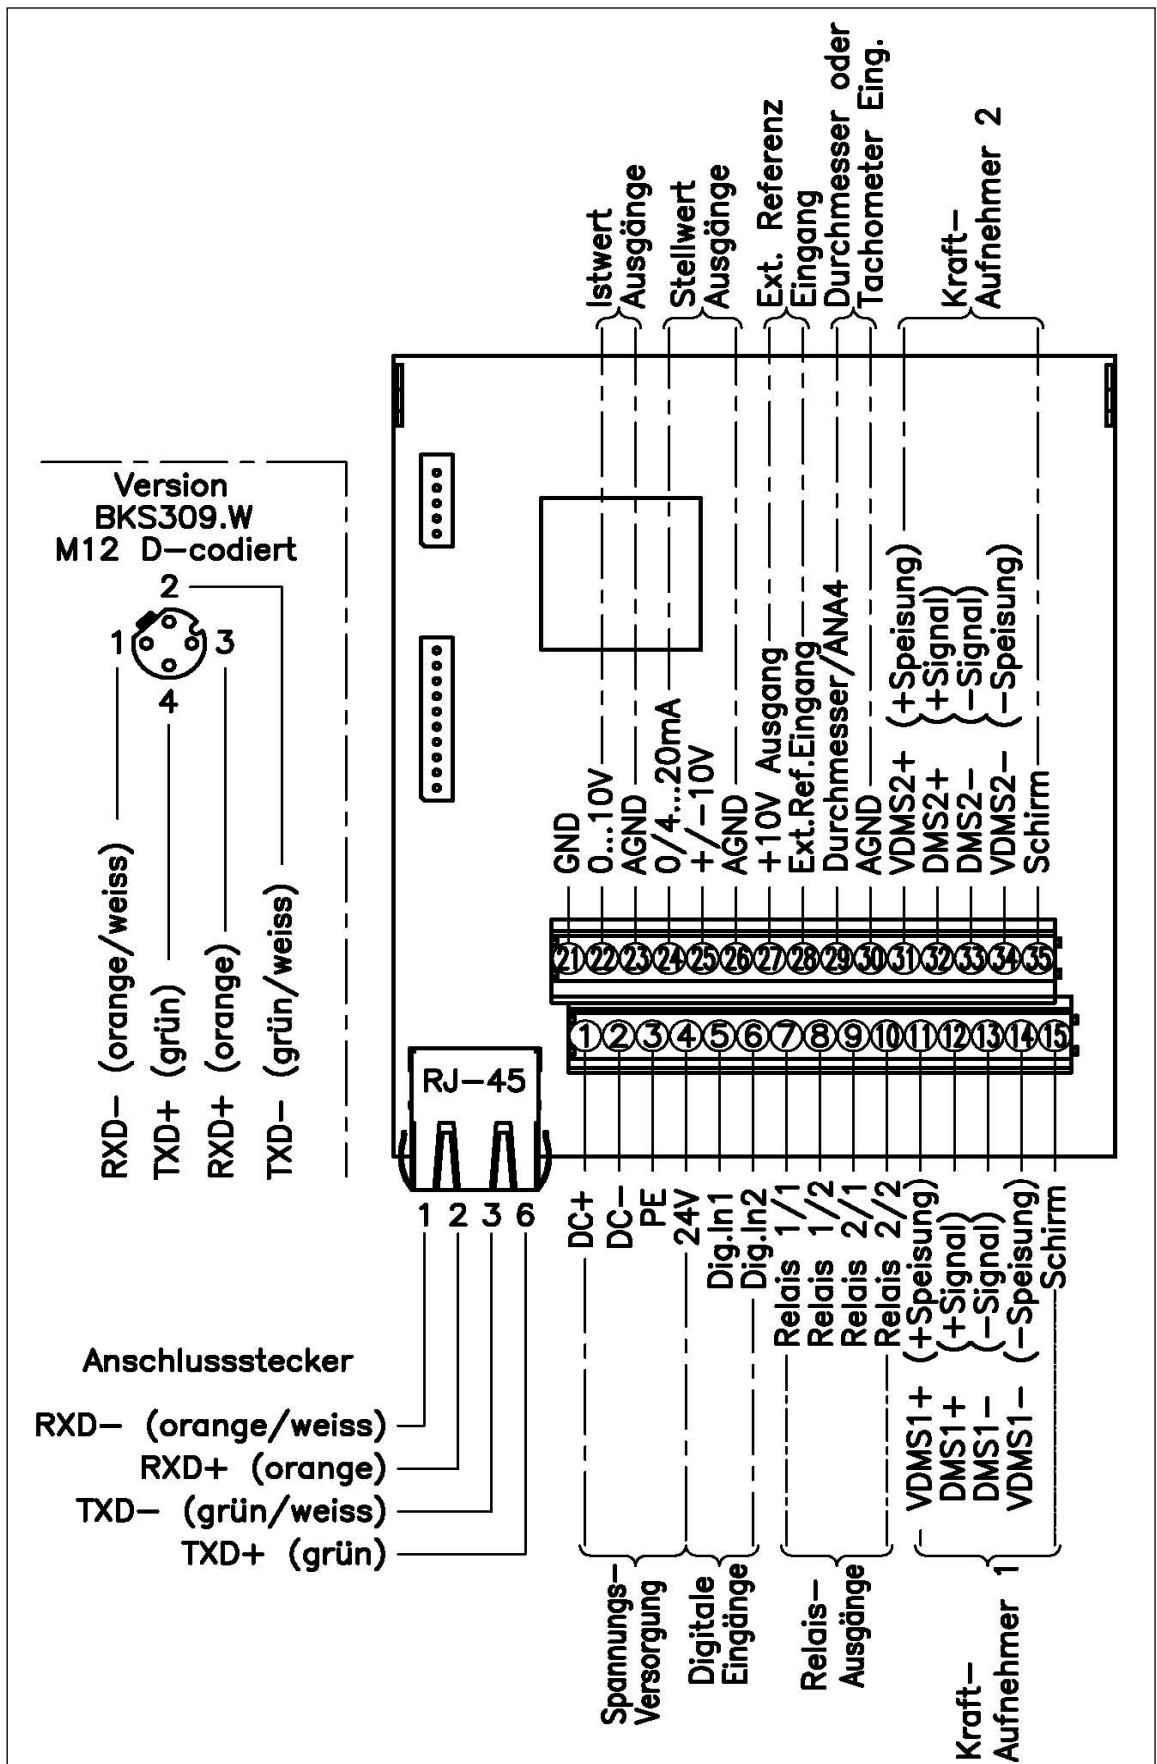 Istwert
Ausgänge
Stellwert
Ausgänge
Ext. Referenz
Eingang
Durchmesser oder
Tachometer Eing.
Kraft–
Aufnehmer 2
Version
BKS309.W
M12 D–codiert
2
1
3
4
RXD– (orange/weiss)
TXD+ (grün)
RXD+ (orange)
TXD– (grün/weiss)
GND
0...10V
AGND
0/4...20mA
+/–10V
AGND
+10V Ausgang
Ext.Ref.Eingang
Durchmesser/ANA4
AGND
VDMS2+ (+Speisung)
DMS2+ (+Signal)
DMS2– (–Signal)
VDMS2– (–Speisung)
Schirm
21 22 23 24 25 26 27 28 29 30 31 32 33 34 35
1 2 3 4 5 6 7 8 9 10 11 12 13 14 15
RJ–45
1 2 3 6
DC+
DC–
PE
24V
Dig.In1
Dig.In2
Relais 1/1
Relais 1/2
Relais 2/1
Relais 2/2
VDMS1+ (+Speisung)
DMS1+ (+Signal)
DMS1– (–Signal)
VDMS1– (–Speisung)
Schirm
Anschlussstecker
RXD– (orange/weiss)
RXD+ (orange)
TXD– (grün/weiss)
TXD+ (grün)
Spannungs–
Versorgung
Digitale
Eingänge
Relais–
Ausgänge
Kraft–
Aufnehmer 1